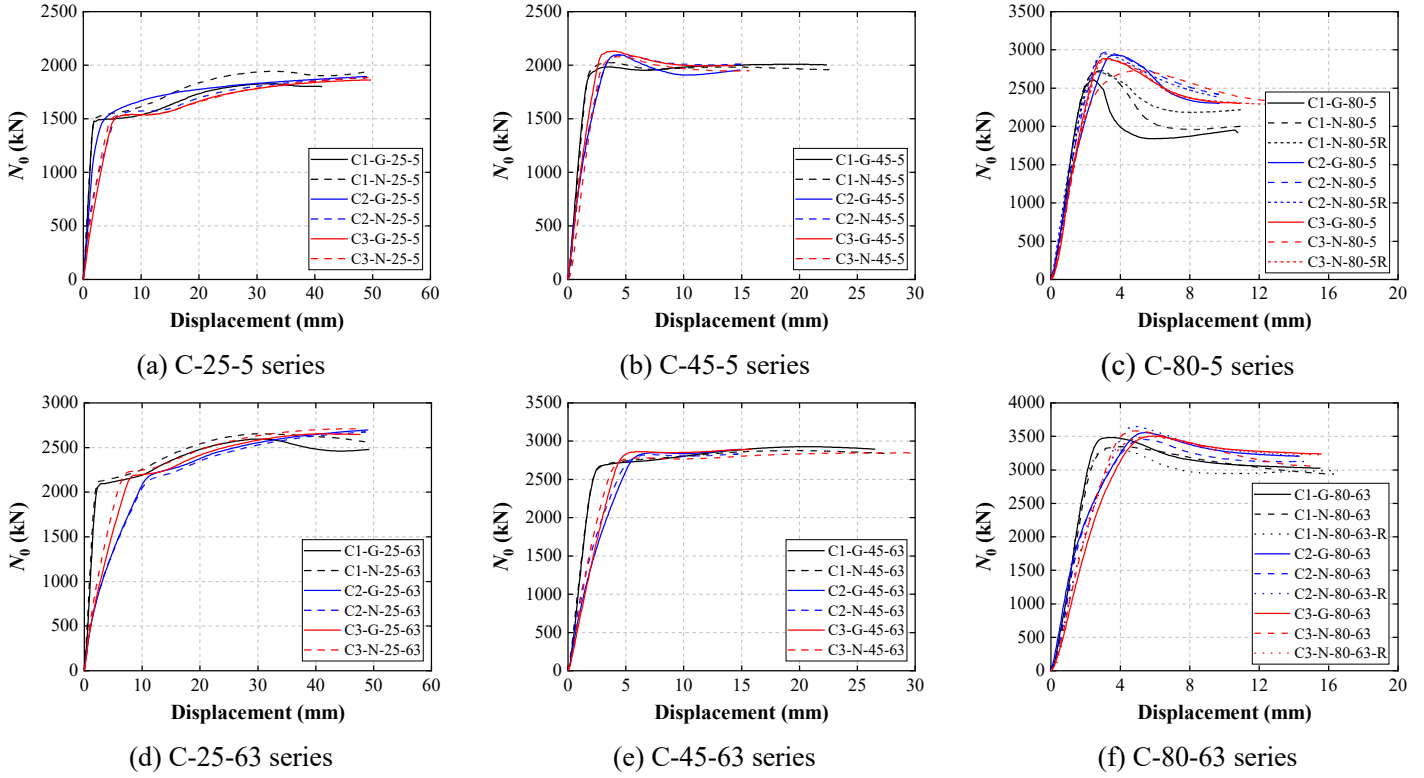 N0 (kN)
2500
2000
1500
1000
500
0
C1-G-25-5
C1-N-25-5
C2-G-25-5
C2-N-25-5
C3-G-25-5
C3-N-25-5
0 10 20 30 40 50 60
Displacement (mm)
(a) C-25-5 series
N0 (kN)
2500
2000
1500
1000
500
0
C1-G-45-5
C1-N-45-5
C2-G-45-5
C2-N-45-5
C3-G-45-5
C3-N-45-5
0 5 10 15 20 25 30
Displacement (mm)
(b) C-45-5 series
N0 (kN)
3500
3000
2500
2000
1500
1000
500
0
C1-G-80-5
C1-N-80-5
C1-N-80-5R
C2-G-80-5
C2-N-80-5
C2-N-80-5R
C3-G-80-5
C3-N-80-5
C3-N-80-5R
0 4 8 12 16 20
Displacement (mm)
(c) C-80-5 series
N0 (kN)
3000
2500
2000
1500
1000
500
0
C1-G-25-63
C1-N-25-63
C2-G-25-63
C2-N-25-63
C3-G-25-63
C3-N-25-63
0 10 20 30 40 50 60
Displacement (mm)
(d) C-25-63 series
N0 (kN)
3500
3000
2500
2000
1500
1000
500
0
C1-G-45-63
C1-N-45-63
C2-G-45-63
C2-N-45-63
C3-G-45-63
C3-N-45-63
0 5 10 15 20 25 30
Displacement (mm)
(e) C-45-63 series
N0 (kN)
4000
3500
3000
2500
2000
1500
1000
500
0
C1-G-80-63
C1-N-80-63
C1-N-80-63-R
C2-G-80-63
C2-N-80-63
C2-N-80-63-R
C3-G-80-63
C3-N-80-63
C3-N-80-63-R
0 4 8 12 16 20
Displacement (mm)
(f) C-80-63 series